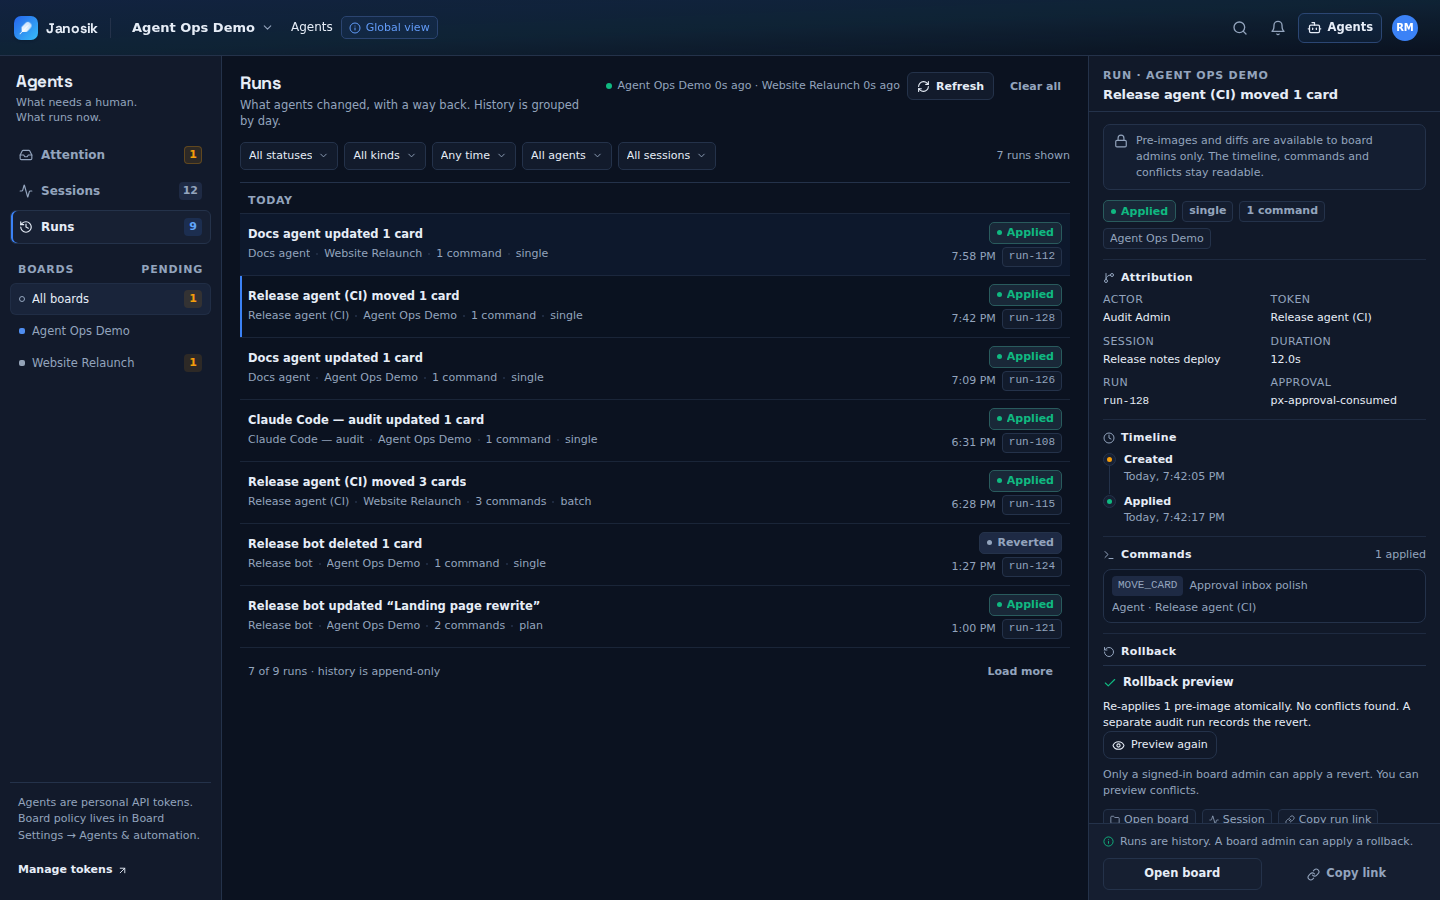 Janosik
Agent Ops Demo
Agents
Global view
Agents
RM
Agents
What needs a human.
What runs now.
Attention 1
Sessions 12
Runs 9
BOARDS PENDING
All boards 1
Agent Ops Demo
Website Relaunch 1
Agents are personal API tokens.
Board policy lives in Board
Settings → Agents & automation.
Manage tokens ↗
Runs
What agents changed, with a way back. History is grouped
by day.
Agent Ops Demo 0s ago · Website Relaunch 0s ago
Refresh
Clear all
All statuses
All kinds
Any time
All agents
All sessions
7 runs shown
TODAY
Docs agent updated 1 card
Applied
Docs agent · Website Relaunch · 1 command · single
7:58 PM run-112
Release agent (CI) moved 1 card
Applied
Release agent (CI) · Agent Ops Demo · 1 command · single
7:42 PM run-128
Docs agent updated 1 card
Applied
Docs agent · Agent Ops Demo · 1 command · single
7:09 PM run-126
Claude Code — audit updated 1 card
Applied
Claude Code — audit · Agent Ops Demo · 1 command · single
6:31 PM run-108
Release agent (CI) moved 3 cards
Applied
Release agent (CI) · Website Relaunch · 3 commands · batch
6:28 PM run-115
Release bot deleted 1 card
Reverted
Release bot · Agent Ops Demo · 1 command · single
1:27 PM run-124
Release bot updated “Landing page rewrite”
Applied
Release bot · Agent Ops Demo · 2 commands · plan
1:00 PM run-121
7 of 9 runs · history is append-only
Load more
RUN · AGENT OPS DEMO
Release agent (CI) moved 1 card
Pre-images and diffs are available to board
admins only. The timeline, commands and
conflicts stay readable.
Applied
single
1 command
Agent Ops Demo
Attribution
ACTOR TOKEN
Audit Admin Release agent (CI)
SESSION DURATION
Release notes deploy 12.0s
RUN APPROVAL
run-128 px-approval-consumed
Timeline
Created
Today, 7:42:05 PM
Applied
Today, 7:42:17 PM
Commands 1 applied
MOVE_CARD Approval inbox polish
Agent · Release agent (CI)
Rollback
Rollback preview
Re-applies 1 pre-image atomically. No conflicts found. A
separate audit run records the revert.
Preview again
Only a signed-in board admin can apply a revert. You can
preview conflicts.
Open board
Session
Copy run link
Runs are history. A board admin can apply a rollback.
Open board
Copy link